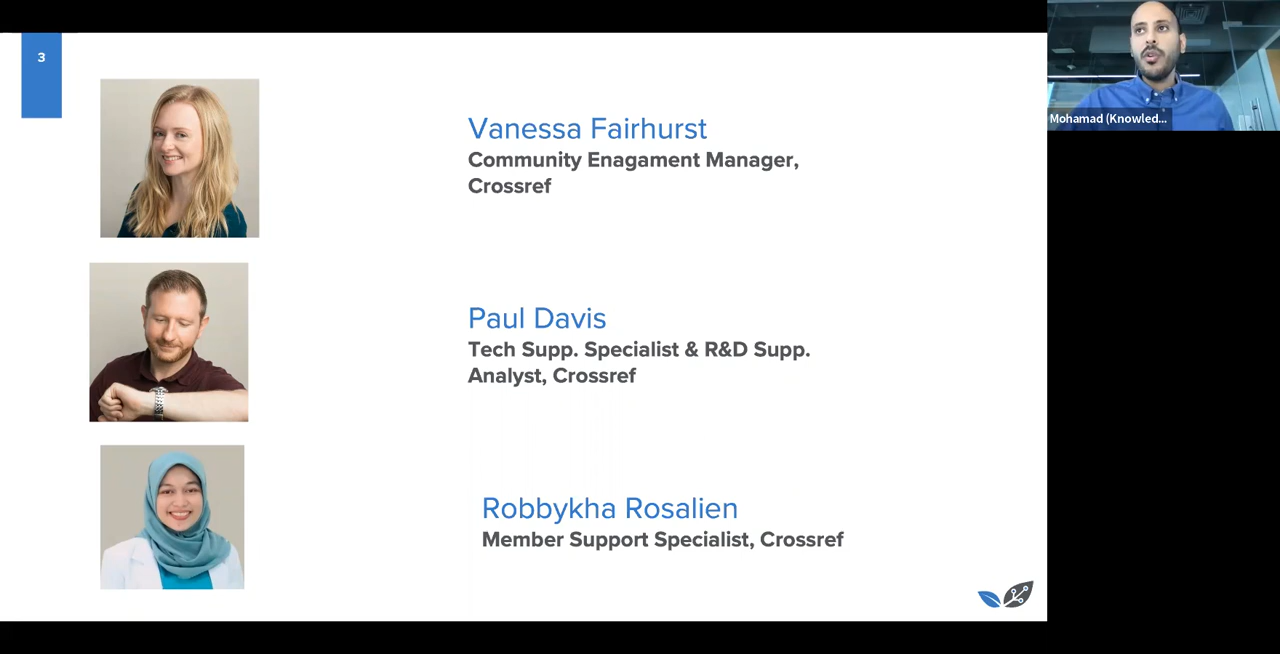 3
Vanessa Fairhurst
Community Enagament Manager,
Crossref
Paul Davis
Tech Supp. Specialist & R&D Supp.
Analyst, Crossref
Robbykha Rosalien
Member Support Specialist, Crossref
Mohamad (Knowled...